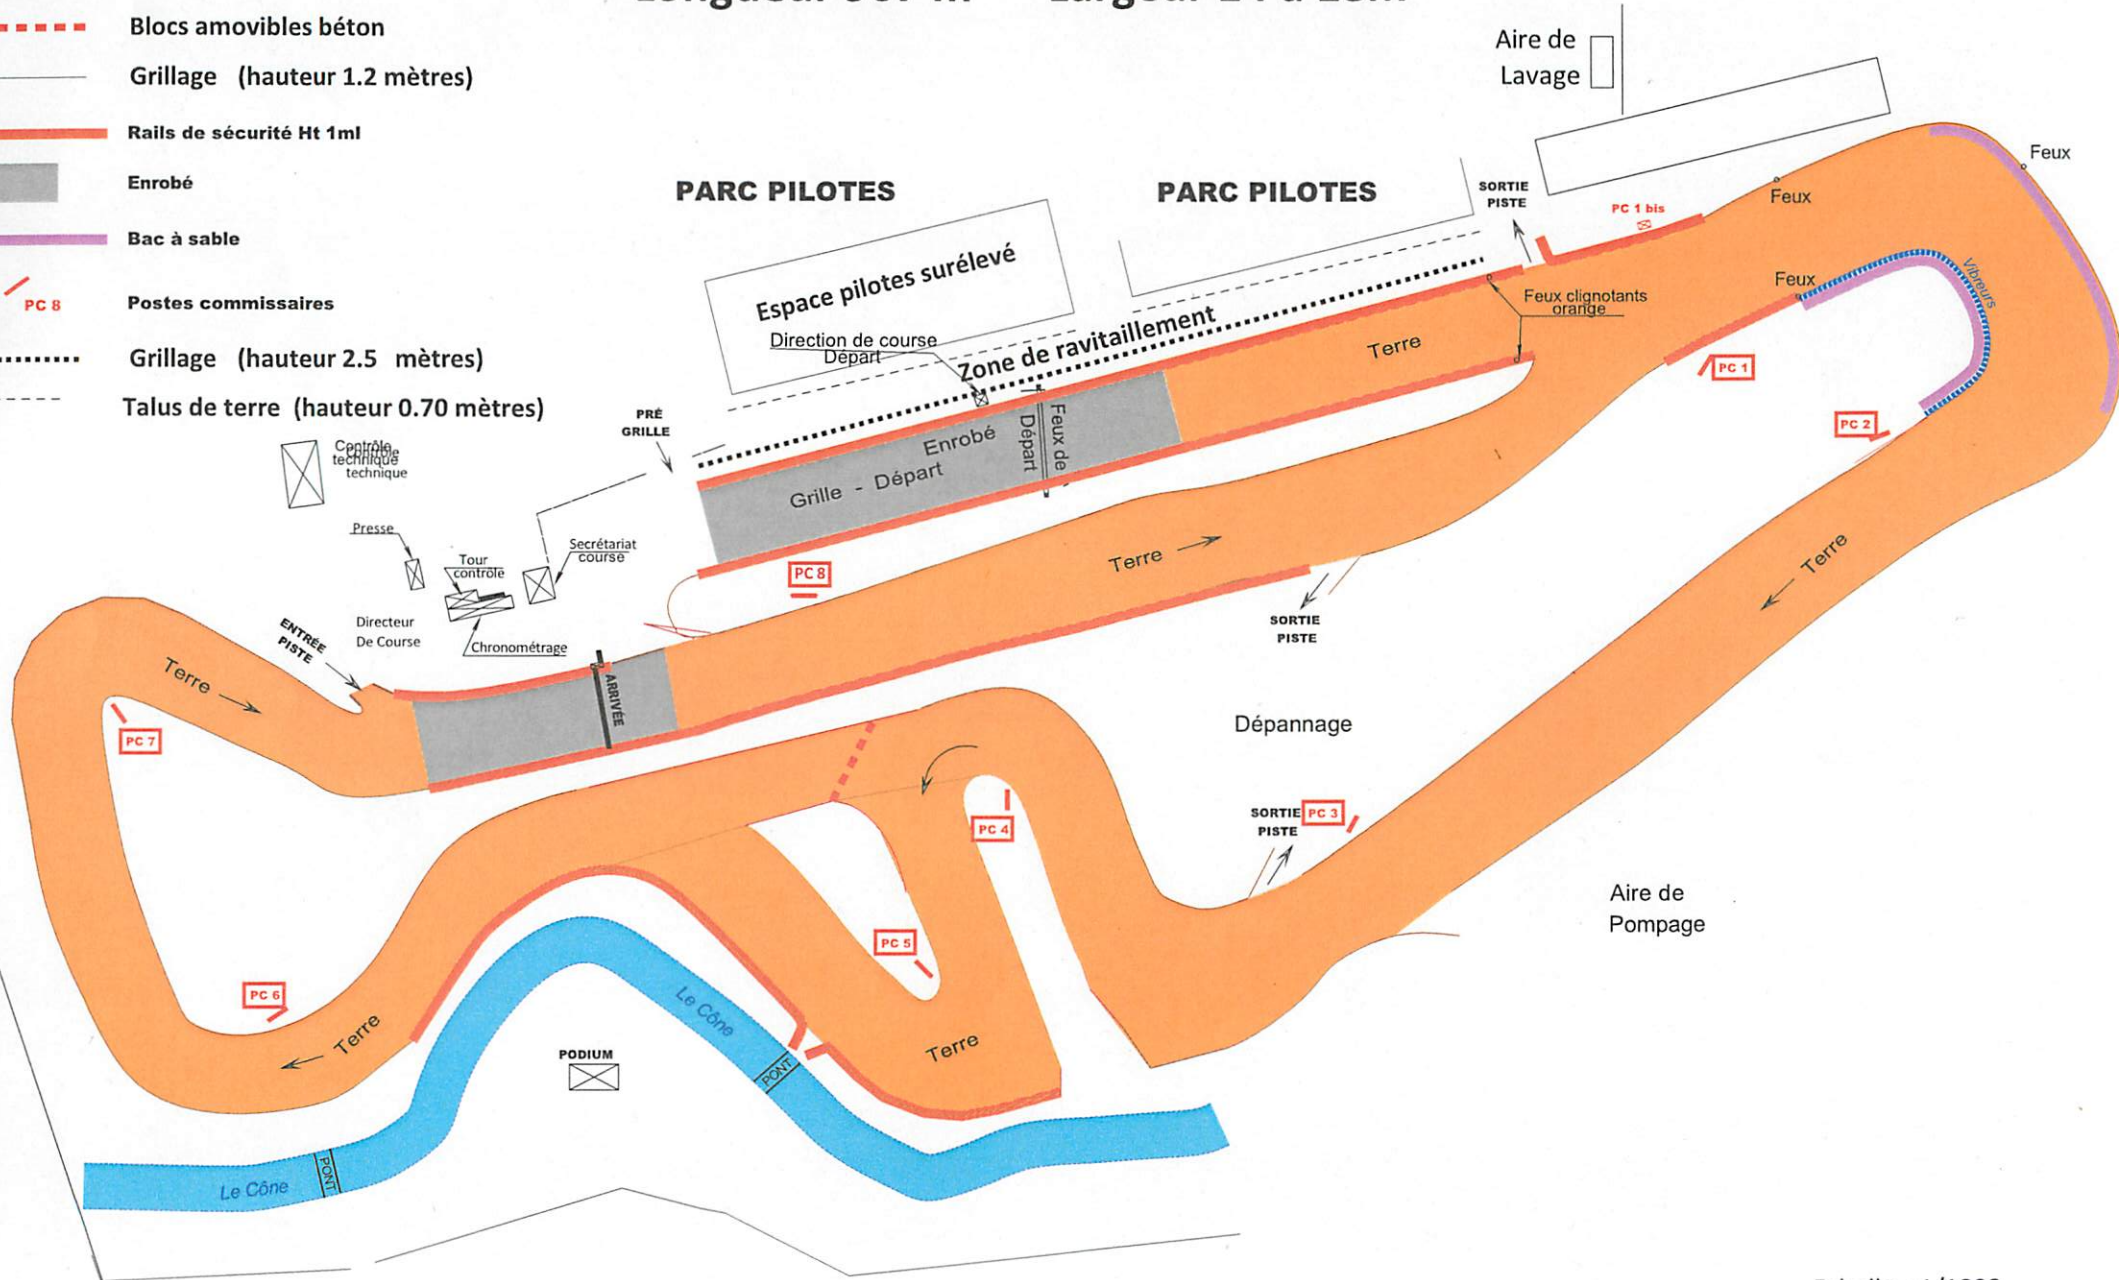 Blocs amovibles béton
Grillage (hauteur 1.2 mètres)
Rails de sécurité Ht 1ml
Enrobé
Bac à sable
PC 8
Postes commissaires
Grillage (hauteur 2.5 mètres)
Talus de terre (hauteur 0.70 mètres)
Aire de
Lavage
PARC PILOTES
PARC PILOTES
SORTIE
PISTE
PC 1 bis
Feux
Feux
Feux
Vibreurs
Espace pilotes surélevé
Direction de course
Départ
Zone de ravitaillement
Feux clignotants
orange
Terre
PC 1
PC 2
PRÉ
GRILLE
Enrobé
Grille - Départ
Feux de
Départ
Contrôle
technique
Contrôle
technique
Presse
Tour
contrôle
Secrétariat
course
Directeur
De Course
Chronométrage
ENTRÉE
PISTE
PC 8
Terre
Terre
SORTIE
PISTE
Terre
ARRIVÉE
PC 7
Dépannage
PC 4
SORTIE
PISTE
PC 3
Aire de
Pompage
PC 5
PC 6
Terre
Le Cône
PONT
Terre
PODIUM
Le Cône
PONT